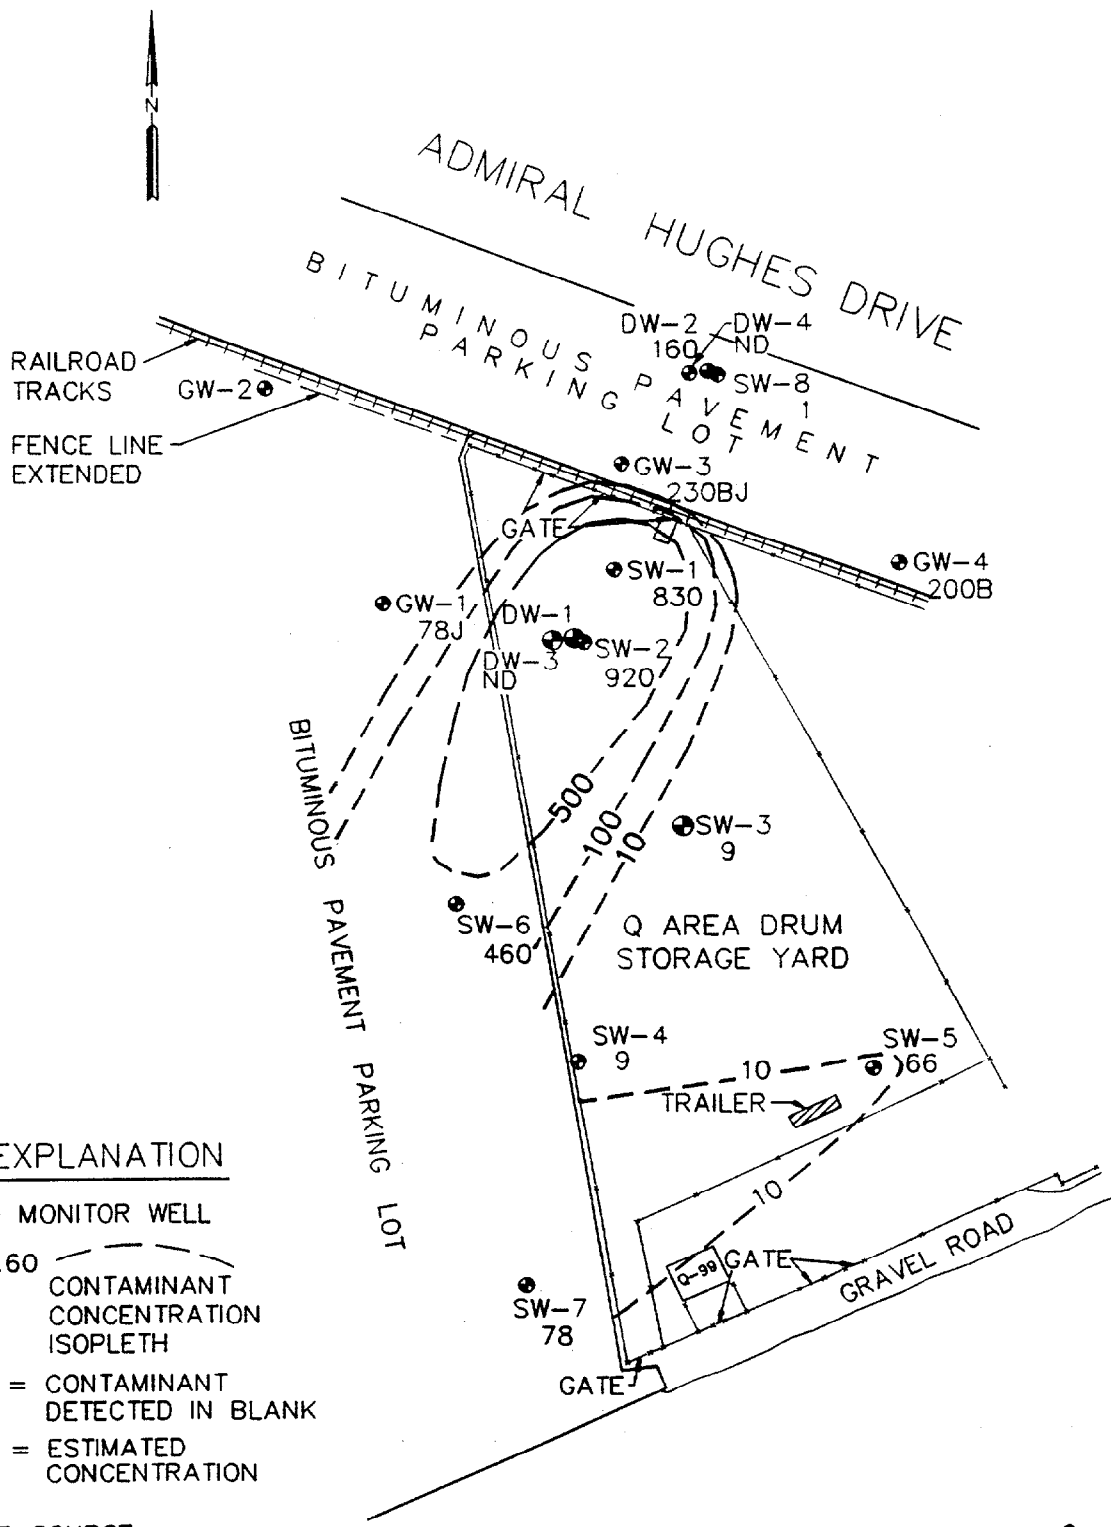 N
ADMIRAL HUGHES DRIVE
BITUMINOUS PAVEMENT
PARKING LOT
DW-2
160
DW-4
ND
SW-8
1
RAILROAD
TRACKS
GW-2
FENCE LINE
EXTENDED
GW-3
230BJ
GATE
SW-1
830
GW-4
200B
GW-1
78J
DW-1
DW-3
ND
SW-2
920
BITUMINOUS PAVEMENT PARKING LOT
500
100
10
SW-3
9
SW-6
460
Q AREA DRUM
STORAGE YARD
SW-4
9
SW-5
66
10
TRAILER
10
EXPLANATION
MONITOR WELL
60
CONTAMINANT
CONCENTRATION
ISOPLETH
= CONTAMINANT
DETECTED IN BLANK
= ESTIMATED
CONCENTRATION
SW-7
78
Q-99
GATE
GRAVEL ROAD
GATE